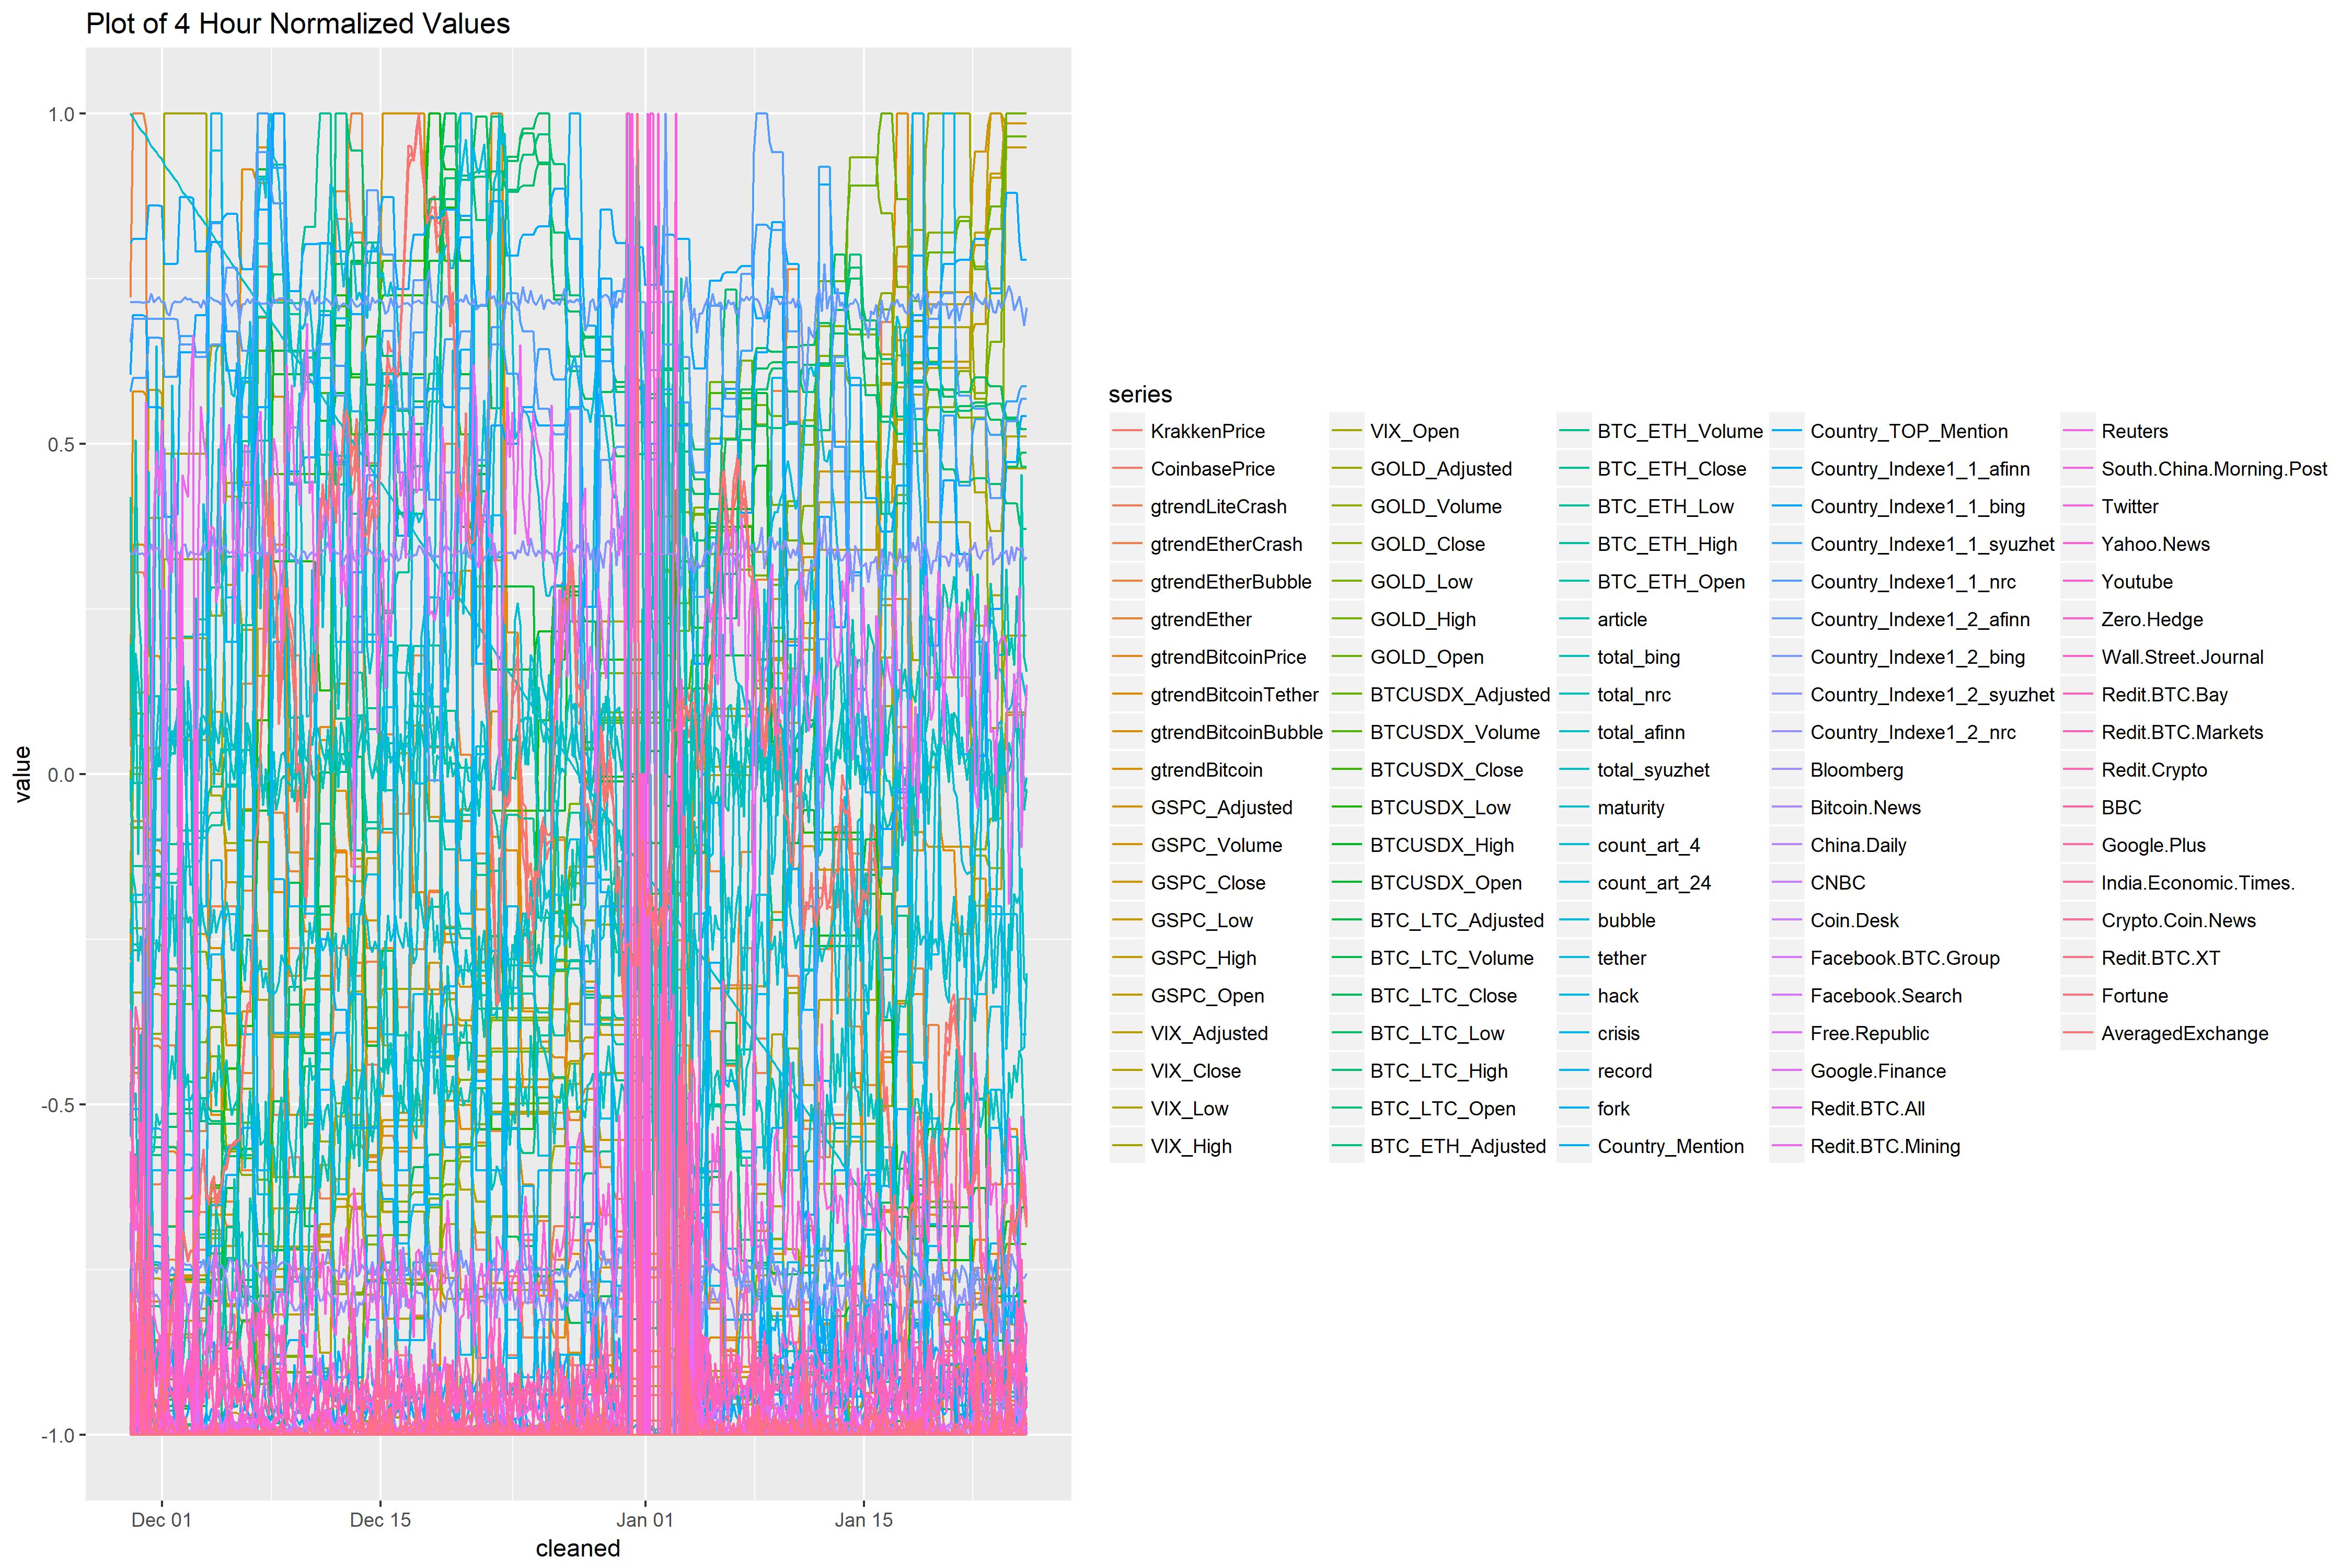 Plot of 4 Hour Normalized Values
1.0
0.5
0.0
-0.5
-1.0
value
Dec 01
Dec 15
Jan 01
Jan 15
cleaned
series
KrakkenPrice
CoinbasePrice
gtrendLiteCrash
gtrendEtherCrash
gtrendEtherBubble
gtrendEther
gtrendBitcoinPrice
gtrendBitcoinTether
gtrendBitcoinBubble
gtrendBitcoin
GSPC_Adjusted
GSPC_Volume
GSPC_Close
GSPC_Low
GSPC_High
GSPC_Open
VIX_Adjusted
VIX_Close
VIX_Low
VIX_High
VIX_Open
GOLD_Adjusted
GOLD_Volume
GOLD_Close
GOLD_Low
GOLD_High
GOLD_Open
BTCUSDX_Adjusted
BTCUSDX_Volume
BTCUSDX_Close
BTCUSDX_Low
BTCUSDX_High
BTCUSDX_Open
BTC_LTC_Adjusted
BTC_LTC_Volume
BTC_LTC_Close
BTC_LTC_Low
BTC_LTC_High
BTC_LTC_Open
BTC_ETH_Adjusted
BTC_ETH_Volume
BTC_ETH_Close
BTC_ETH_Low
BTC_ETH_High
BTC_ETH_Open
article
total_bing
total_nrc
total_afinn
total_syuzhet
maturity
count_art_4
count_art_24
bubble
tether
hack
crisis
record
fork
Country_Mention
Country_TOP_Mention
Country_Indexe1_1_afinn
Country_Indexe1_1_bing
Country_Indexe1_1_syuzhet
Country_Indexe1_1_nrc
Country_Indexe1_2_afinn
Country_Indexe1_2_bing
Country_Indexe1_2_syuzhet
Country_Indexe1_2_nrc
Bloomberg
Bitcoin.News
China.Daily
CNBC
Coin.Desk
Facebook.BTC.Group
Facebook.Search
Free.Republic
Google.Finance
Redit.BTC.All
Redit.BTC.Mining
Reuters
South.China.Morning.Post
Twitter
Yahoo.News
Youtube
Zero.Hedge
Wall.Street.Journal
Redit.BTC.Bay
Redit.BTC.Markets
Redit.Crypto
BBC
Google.Plus
India.Economic.Times.
Crypto.Coin.News
Redit.BTC.XT
Fortune
AveragedExchange